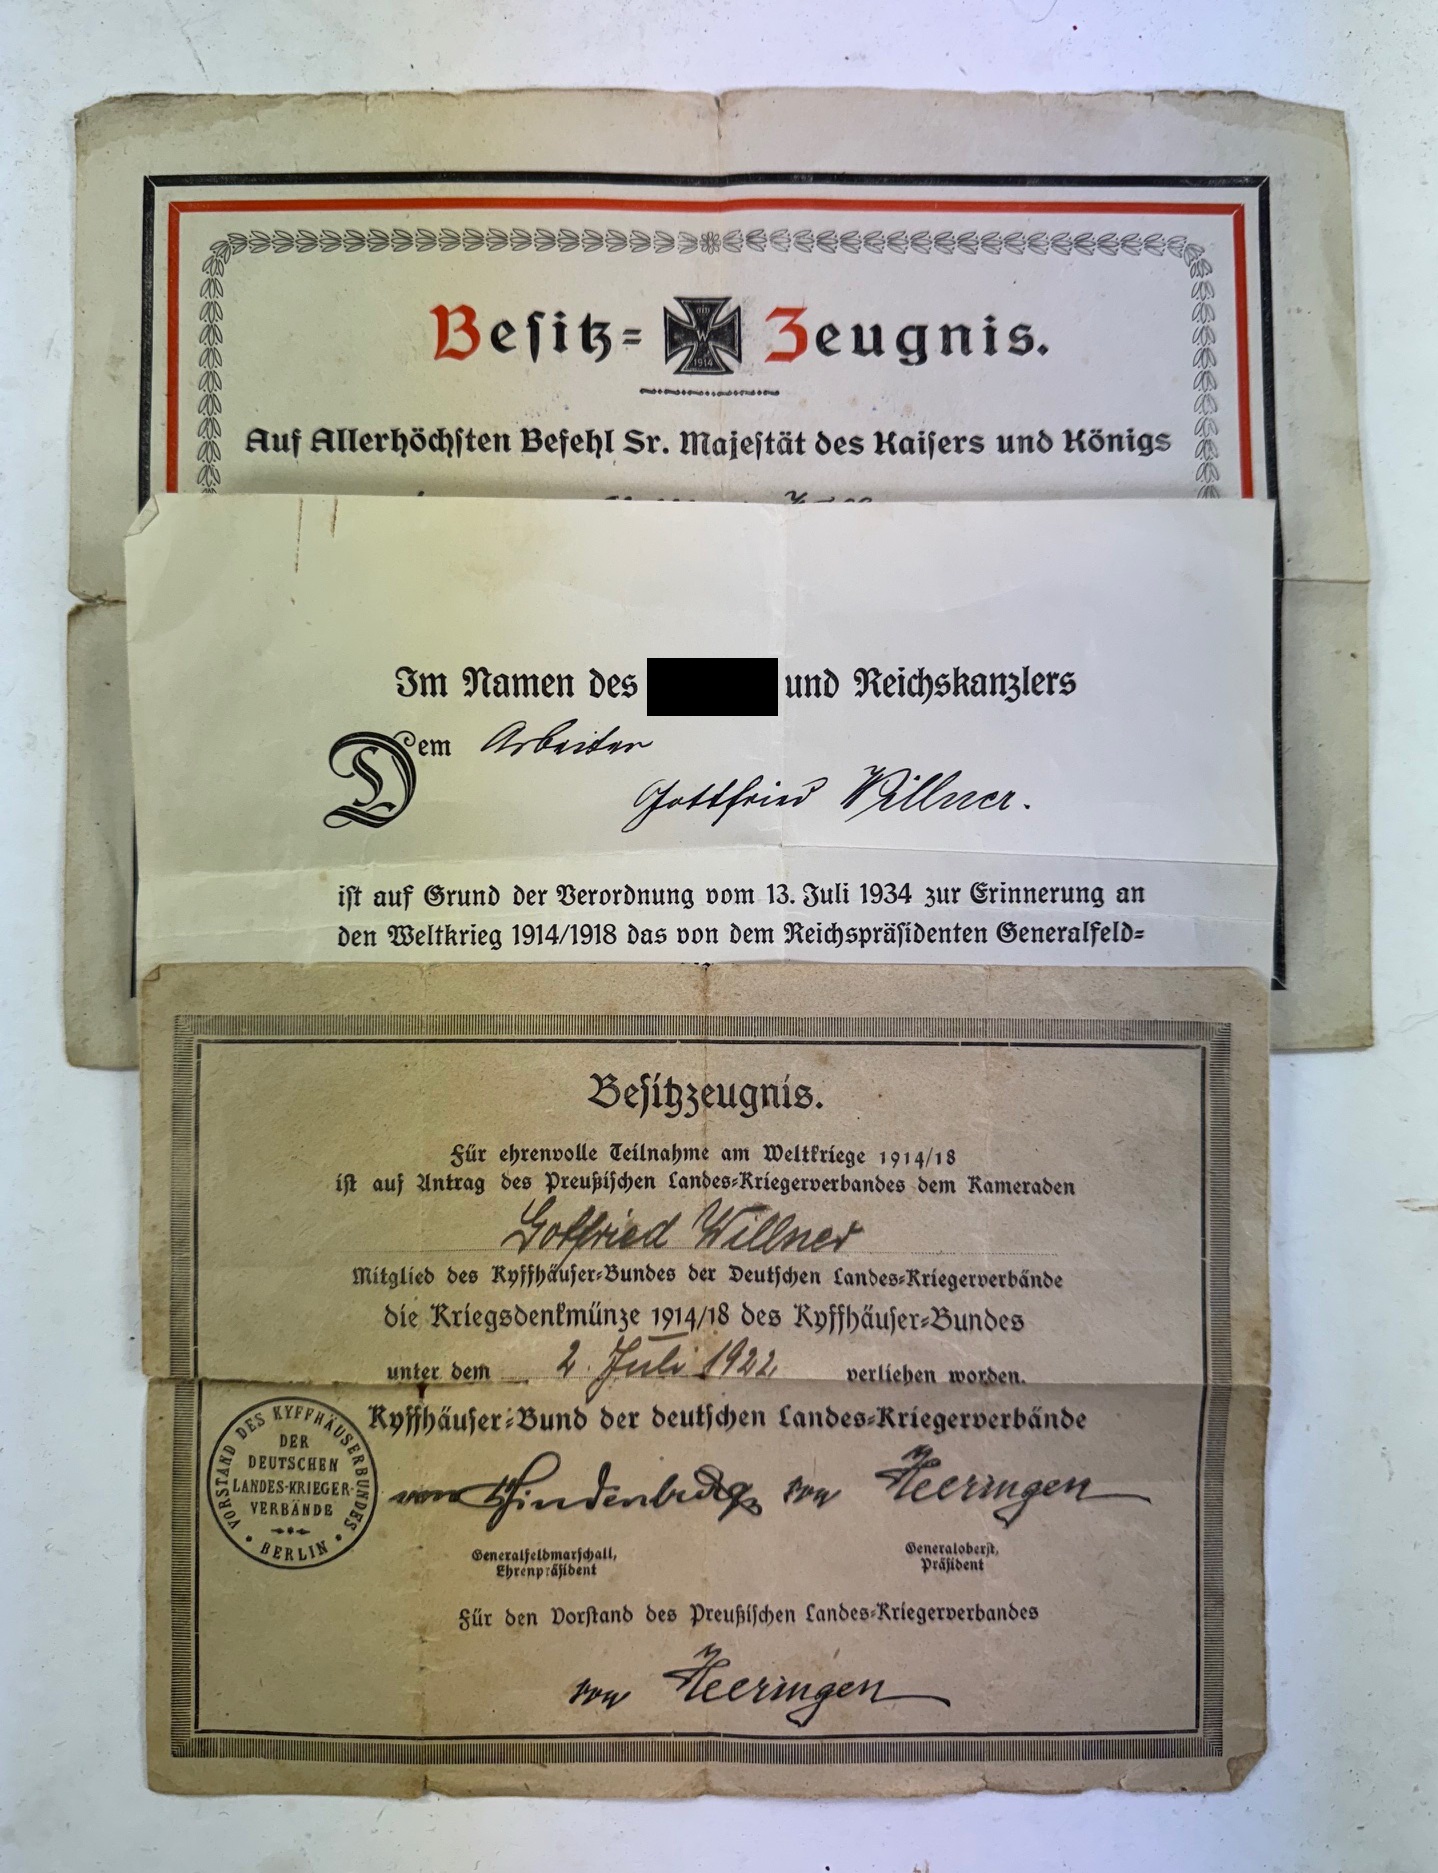 Besitz= Zeugnis.
W
1914
Auf Allerhöchsten Befehl Sr. Majestät des Kaisers und Königs
Im Namen des und Reichskanzlers
Dem Arbeiter
Gottfried Willner.
ist auf Grund der Verordnung vom 13. Juli 1934 zur Erinnerung an
den Weltkrieg 1914/1918 das von dem Reichspräsidenten Generalfeld=
Besitzzeugnis.
Für ehrenvolle Teilnahme am Weltkriege 1914/18
ist auf Antrag des Preußischen Landes=Kriegerverbandes dem Kameraden
Gotfried Willner
Mitglied des Kyffhäuser=Bundes der Deutschen Landes=Kriegerverbände
die Kriegsdenkmünze 1914/18 des Kyffhäuser=Bundes
unter dem 2. Juli 1922 verliehen worden.
Kyffhäuser=Bund der deutschen Landes=Kriegerverbände
VORSTAND DES KYFFHÄUSERBUNDES
DER
DEUTSCHEN
LANDES-KRIEGER-
VERBÄNDE
BERLIN
von Hindenburg von Heeringen
Generalfeldmarschall, Generaloberst,
Ehrenpräsident Präsident
Für den Vorstand des Preußischen Landes=Kriegerverbandes
von Heeringen